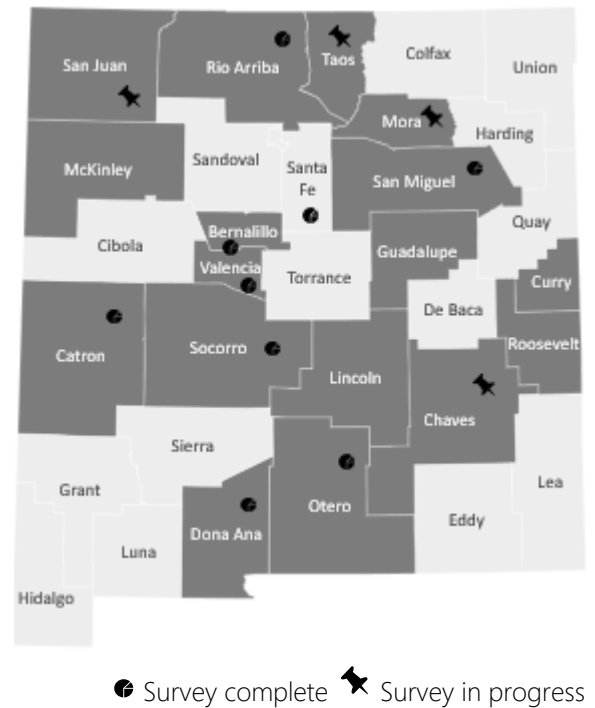 San Juan
Rio Arriba
Taos
Colfax
Union
Mora
Harding
McKinley
Sandoval
Santa
Fe
San Miguel
Quay
Cibola
Bernalillo
Valencia
Torrance
Guadalupe
Curry
De Baca
Roosevelt
Catron
Socorro
Lincoln
Chaves
Sierra
Grant
Lea
Otero
Eddy
Dona Ana
Luna
Hidalgo
Survey complete Survey in progress